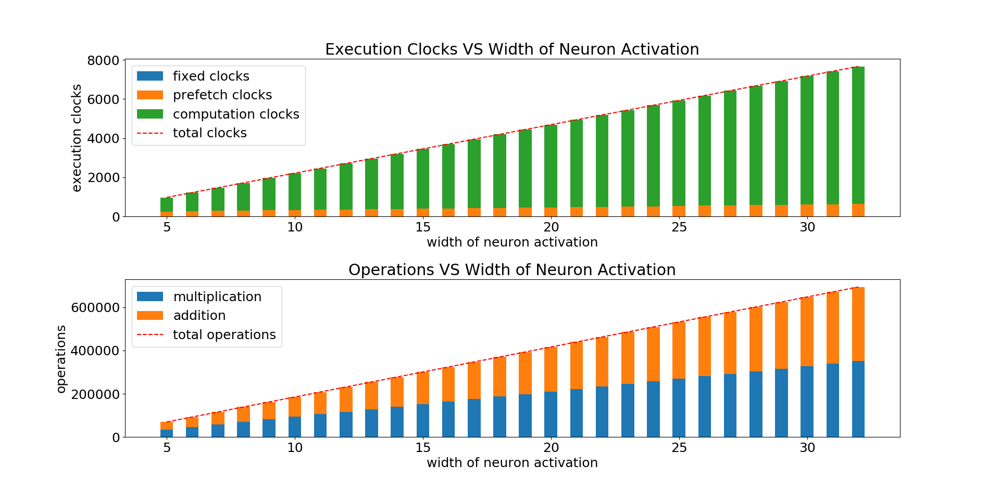 Execution Clocks VS Width of Neuron Activation
8000
6000
4000
2000
0
execution clocks
fixed clocks
prefetch clocks
computation clocks
total clocks
5 10 15 20 25 30
width of neuron activation
Operations VS Width of Neuron Activation
600000
400000
200000
0
operations
multiplication
addition
total operations
5 10 15 20 25 30
width of neuron activation